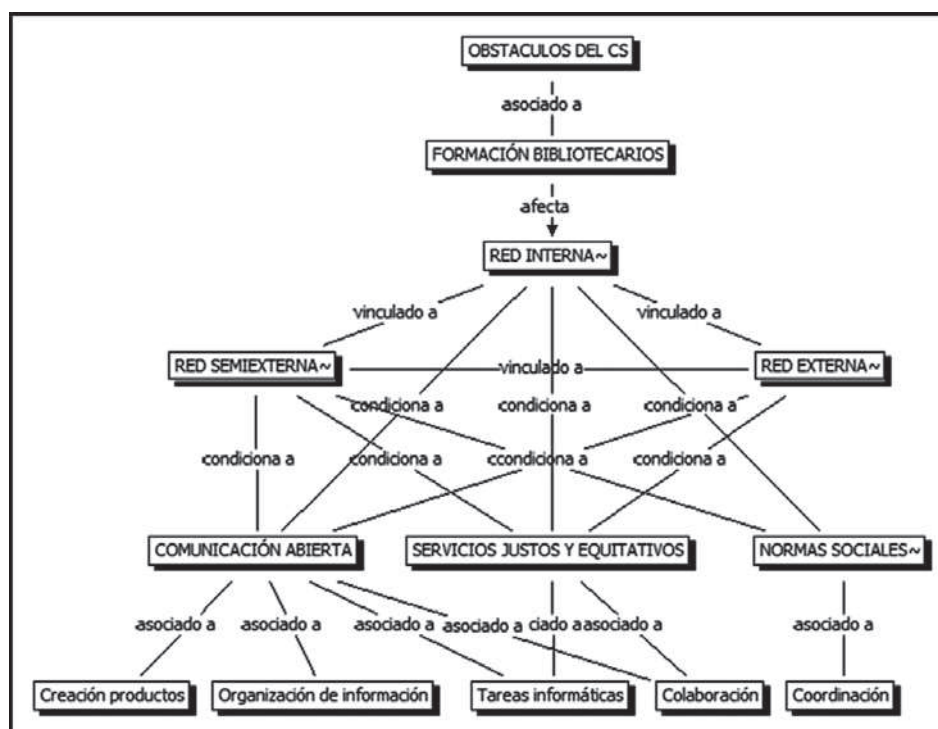 OBSTACULOS DEL CS
asociado a
FORMACIÓN BIBLIOTECARIOS
afecta
RED INTERNA~
vinculado a vinculado a
RED SEMIEXTERNA~ vinculado a RED EXTERNA~
condiciona a condiciona a condiciona a
condiciona a condiciona a ccondiciona a condiciona a
COMUNICACIÓN ABIERTA SERVICIOS JUSTOS Y EQUITATIVOS NORMAS SOCIALES~
asociado a asociado a asociado a asociado a ciado a asociado a asociado a
Creación productos Organización de información Tareas informáticas Colaboración Coordinación